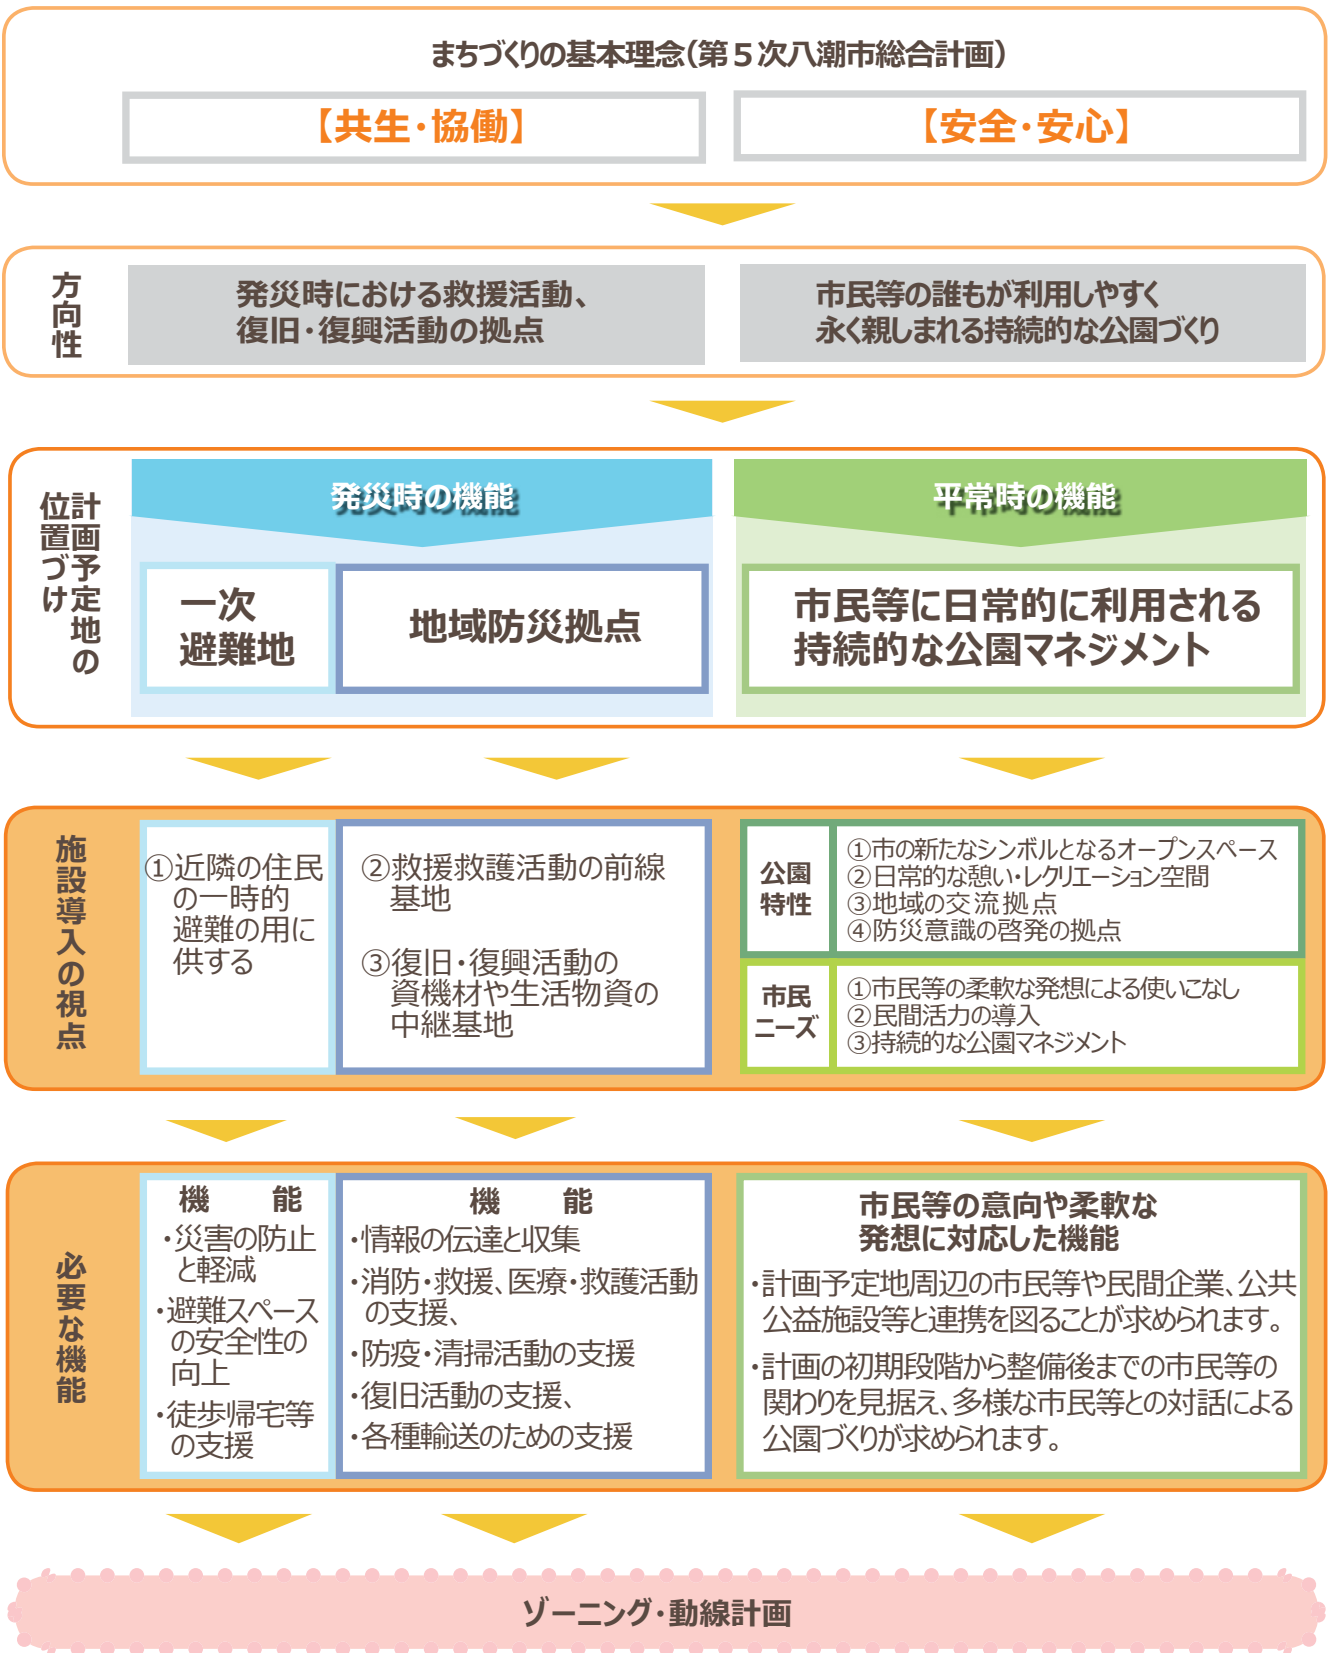 まちづくりの基本理念(第５次八潮市総合計画)
【共生・協働】
【安全・安心】
方向性
発災時における救援活動、
復旧・復興活動の拠点
市民等の誰もが利用しやすく
永く親しまれる持続的な公園づくり
計画予定地の
位置づけ
発災時の機能
平常時の機能
一次
避難地
地域防災拠点
市民等に日常的に利用される
持続的な公園マネジメント
施設導入の視点
①近隣の住民
の一時的
避難の用に
供する
②救援救護活動の前線
基地
③復旧・復興活動の
資機材や生活物資の
中継基地
公園
特性
①市の新たなシンボルとなるオープンスペース
②日常的な憩い・レクリエーション空間
③地域の交流拠点
④防災意識の啓発の拠点
市民
ニーズ
①市民等の柔軟な発想による使いこなし
②民間活力の導入
③持続的な公園マネジメント
必要な機能
機　能
・災害の防止
と軽減
・避難スペース
の安全性の
向上
・徒歩帰宅等
の支援
機　能
・情報の伝達と収集
・消防・救援、医療・救護活動
の支援、
・防疫・清掃活動の支援
・復旧活動の支援、
・各種輸送のための支援
市民等の意向や柔軟な
発想に対応した機能
・計画予定地周辺の市民等や民間企業、公共
公益施設等と連携を図ることが求められます。
・計画の初期段階から整備後までの市民等の
関わりを見据え、多様な市民等との対話による
公園づくりが求められます。
ゾーニング・動線計画